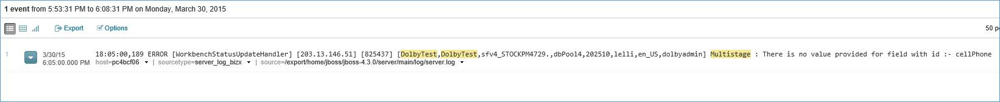 1 event from 5:53:31 PM to 6:08:31 PM on Monday, March 30, 2015
Export Options 50
1 3/30/15 18:05:00,189 ERROR [WorkbenchStatusUpdateHandler] [203.13.146.51] [825437] [DolbyTest,DolbyTest,sfv4_STOCKPM4729.,dbPool4,202510,lelli,en_US,dolbyadmin] Multistage : There is no value provided for field with id :- cellPhone
6:05:00.000 PM host=pc4bcf06 | sourcetype=server_log_bizx | source=/export/home/jboss/jboss-4.3.0/server/main/log/server.log